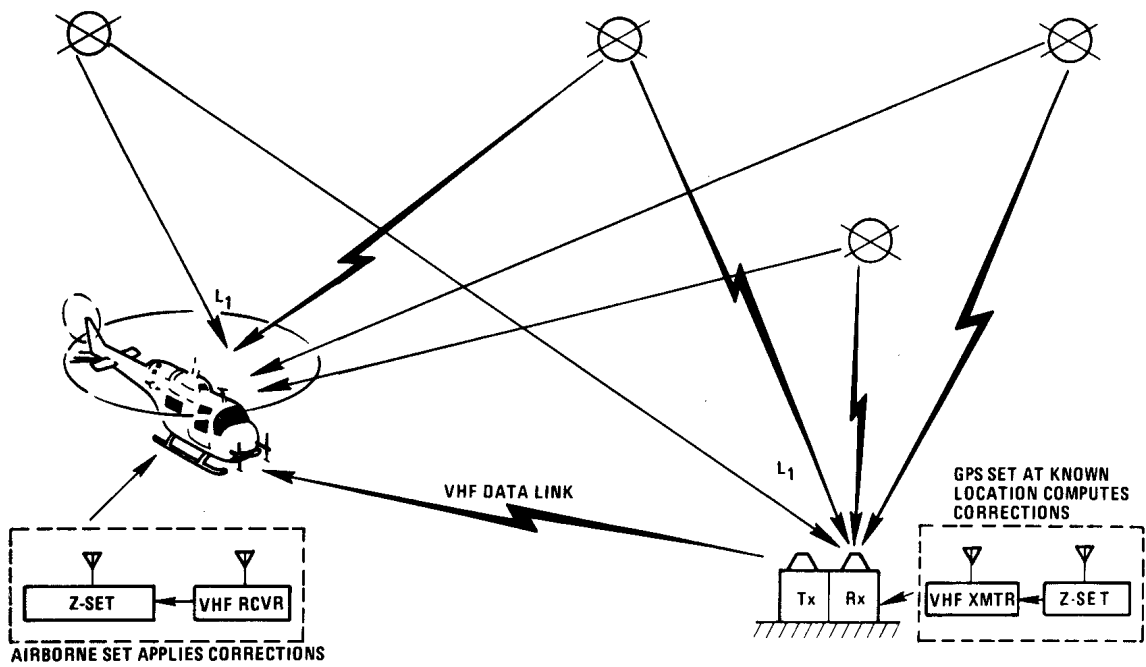 L1
L1
VHF DATA LINK
GPS SET AT KNOWN
LOCATION COMPUTES
CORRECTIONS
Z-SET
VHF RCVR
Tx
Rx
VHF XMTR
Z-SET
AIRBORNE SET APPLIES CORRECTIONS